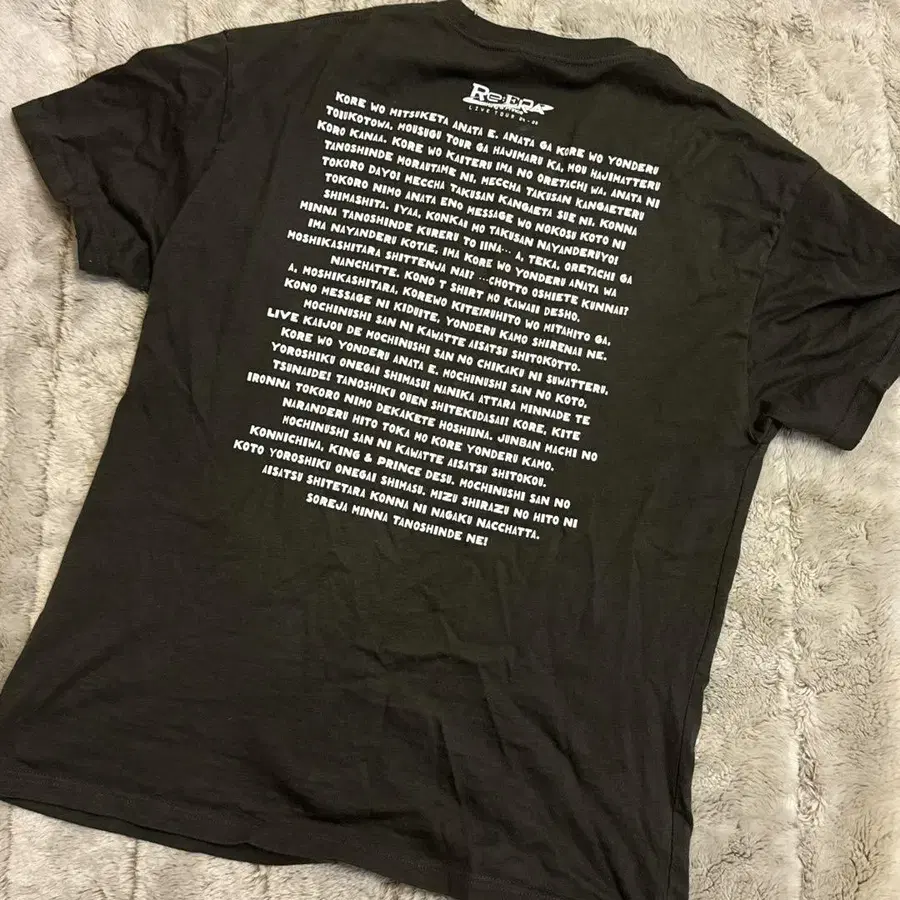 Re:ERA
LIVE TOUR 24-25
KORE WO MITSUKETA ANATA E. ANATA GA KORE WO YONDERU
TOIUKOTOWA, MOUSUGU TOUR GA HAJIMARU KA, MOU HAJIMATTERU
KORO KANAA. KORE WO KAITERU IMA NO ORETACHI WA, ANATA NI
TANOSHINDE MORAITAME NI, MECCHA TAKUSAN KANGAETERU
TOKORO DAYO! MECCHA TAKUSAN KANGAETA SUE NI, KONNA
TOKORO NIMO ANATA ENO MESSAGE WO NOKOSU KOTO NI
SHIMASHITA. IYAA, KONKAI MO TAKUSAN NAYANDERUYO!
MINNA TANOSHINDE KURERU TO IINA... A, TEKA, ORETACHI GA
IMA NAYANDERU KOTAE, IMA KORE WO YONDERU ANATA WA
MOSHIKASHITARA SHITTENJA NAI? ...CHOTTO OSHIETE KUNNAI?
NANCHATTE. KONO T SHIRT MO KAWAII DESHO.
A, MOSHIKASHITARA, KOREWO KITEIRUHITO WO MITAHITO GA,
KONO MESSAGE NI KIDUITE, YONDERU KAMO SHIRENAI NE.
MOCHINUSHI SAN NI KAWATTE AISATSU SHITOKOTTO.
LIVE KAIJOU DE MOCHINUSHI SAN NO CHIKAKU NI SUWATTERU,
KORE WO YONDERU ANATA E. MOCHINUSHI SAN NO KOTO,
YOROSHIKU ONEGAI SHIMASU! NANIKA ATTARA MINNADE TE
TSUNAIDE! TANOSHIKU OUEN SHITEKUDASAI! KORE, KITE
IRONNA TOKORO NIMO DEKAKETE HOSHIINA. JUNBAN MACHI NO
NARANDERU HITO TOKA MO KORE YONDERU KAMO.
MOCHINUSHI SAN NI KAWATTE AISATSU SHITOKOU.
KONNICHIWA, KING & PRINCE DESU. MOCHINUSHI SAN NO
KOTO YOROSHIKU ONEGAI SHIMASU. MIZU SHIRAZU NO HITO NI
AISATSU SHITETARA KONNA NI NAGAKU NACCHATTA.
SOREJA MINNA TANOSHINDE NE!